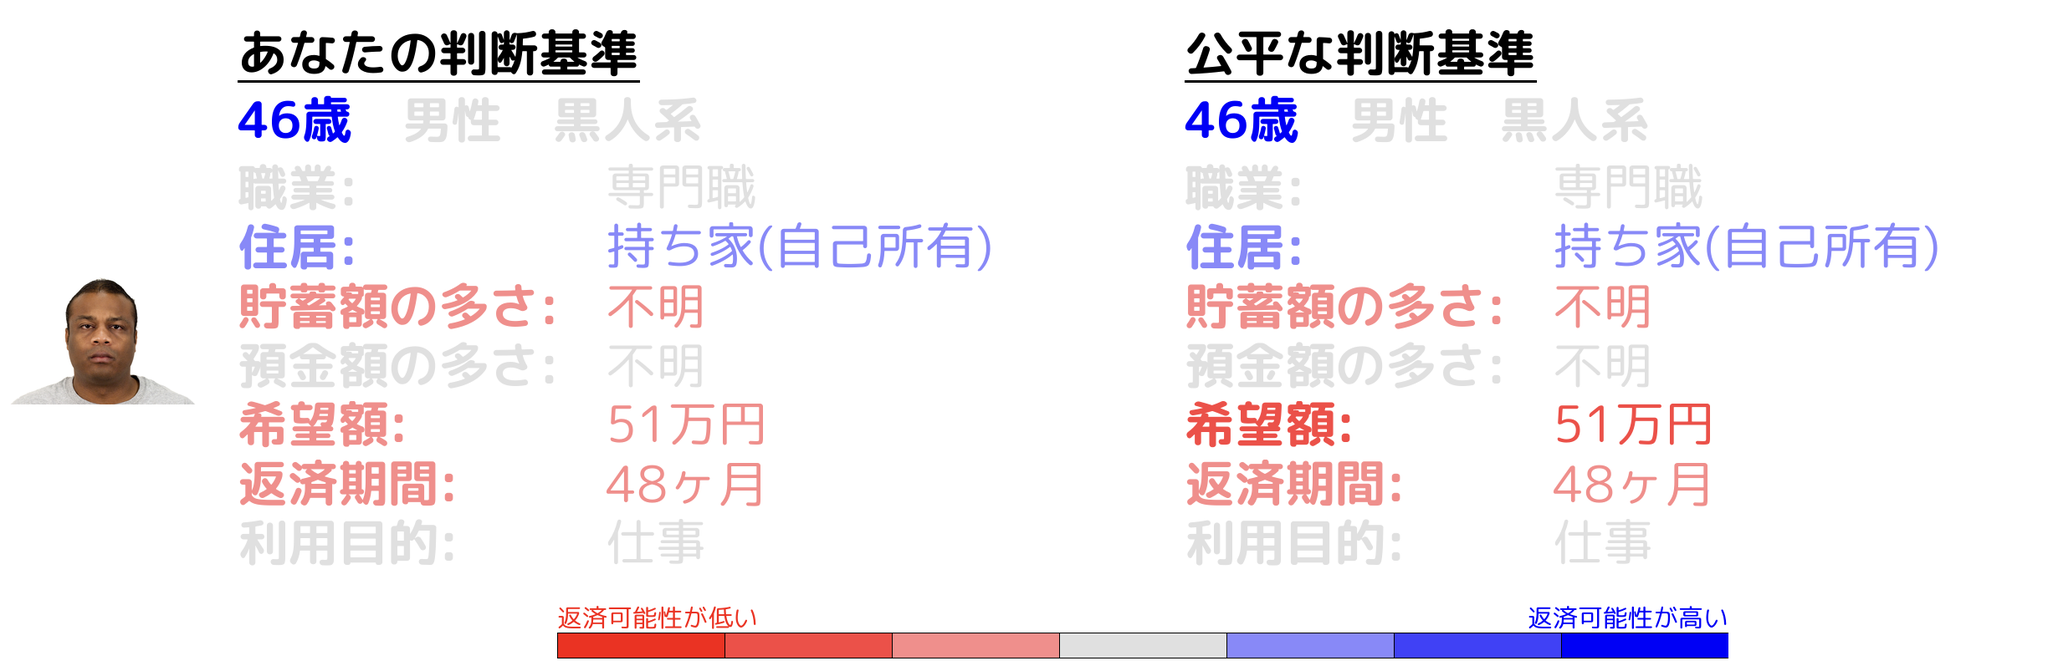 あなたの判断基準
46歳 男性 黒人系
職業: 専門職
住居: 持ち家(自己所有)
貯蓄額の多さ: 不明
預金額の多さ: 不明
希望額: 51万円
返済期間: 48ヶ月
利用目的: 仕事
公平な判断基準
46歳 男性 黒人系
職業: 専門職
住居: 持ち家(自己所有)
貯蓄額の多さ: 不明
預金額の多さ: 不明
希望額: 51万円
返済期間: 48ヶ月
利用目的: 仕事
返済可能性が低い
返済可能性が高い